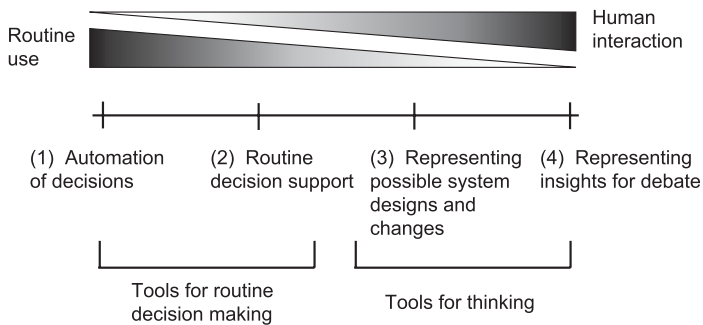 Routine
use
Human
interaction
(1) Automation
of decisions
(2) Routine
decision support
(3) Representing
possible system
designs and
changes
(4) Representing
insights for debate
Tools for routine
decision making
Tools for thinking